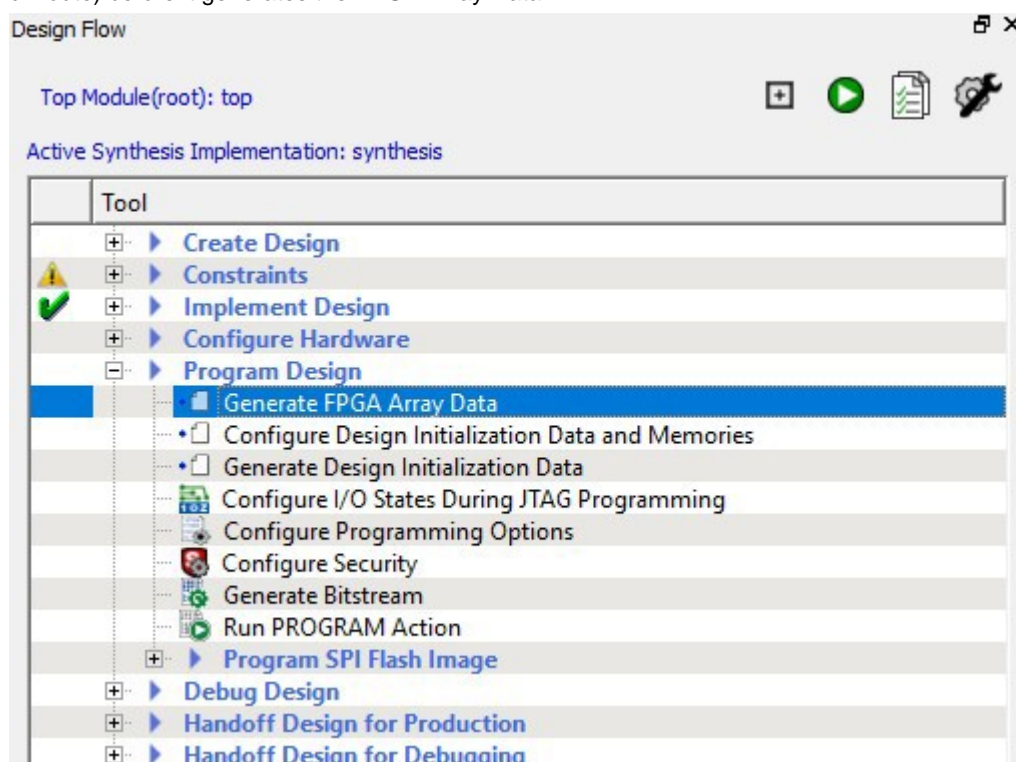 Design Flow
Top Module(root): top
Active Synthesis Implementation: synthesis
Tool
Create Design
Constraints
Implement Design
Configure Hardware
Program Design
Generate FPGA Array Data
Configure Design Initialization Data and Memories
Generate Design Initialization Data
Configure I/O States During JTAG Programming
Configure Programming Options
Configure Security
Generate Bitstream
Run PROGRAM Action
Program SPI Flash Image
Debug Design
Handoff Design for Production
Handoff Design for Debugging